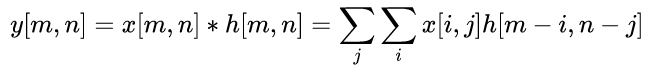 y[m, n] = x[m, n] ∗ h[m, n] = ∑_j ∑_i x[i, j]h[m − i, n − j]